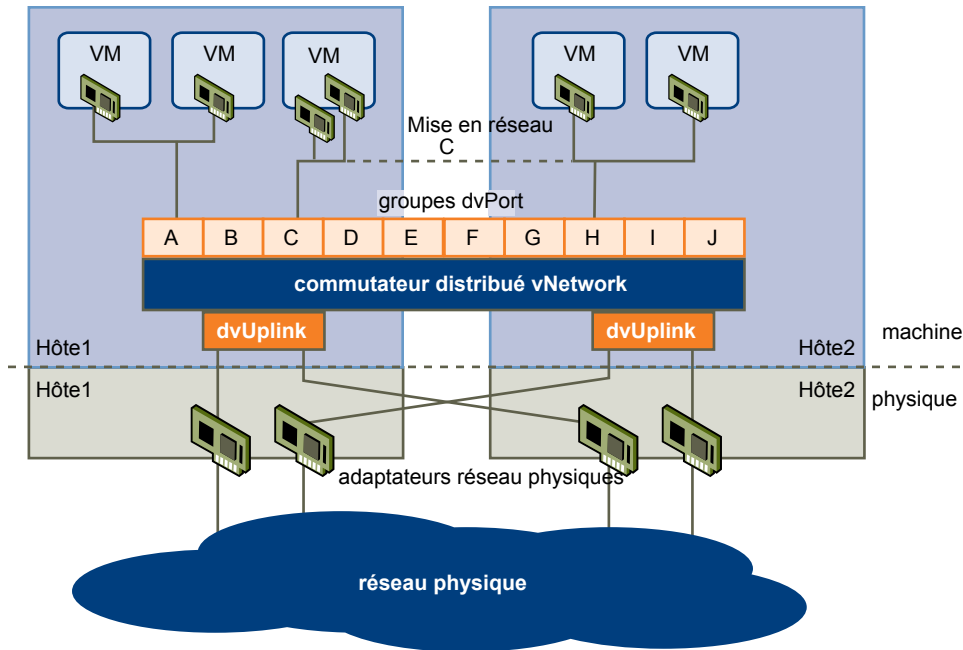 VM
VM
VM
VM
VM
Mise en réseau
C
groupes dvPort
A B C D E F G H I J
commutateur distribué vNetwork
dvUplink
dvUplink
Hôte1
Hôte2
machine
Hôte1
Hôte2
physique
adaptateurs réseau physiques
réseau physique